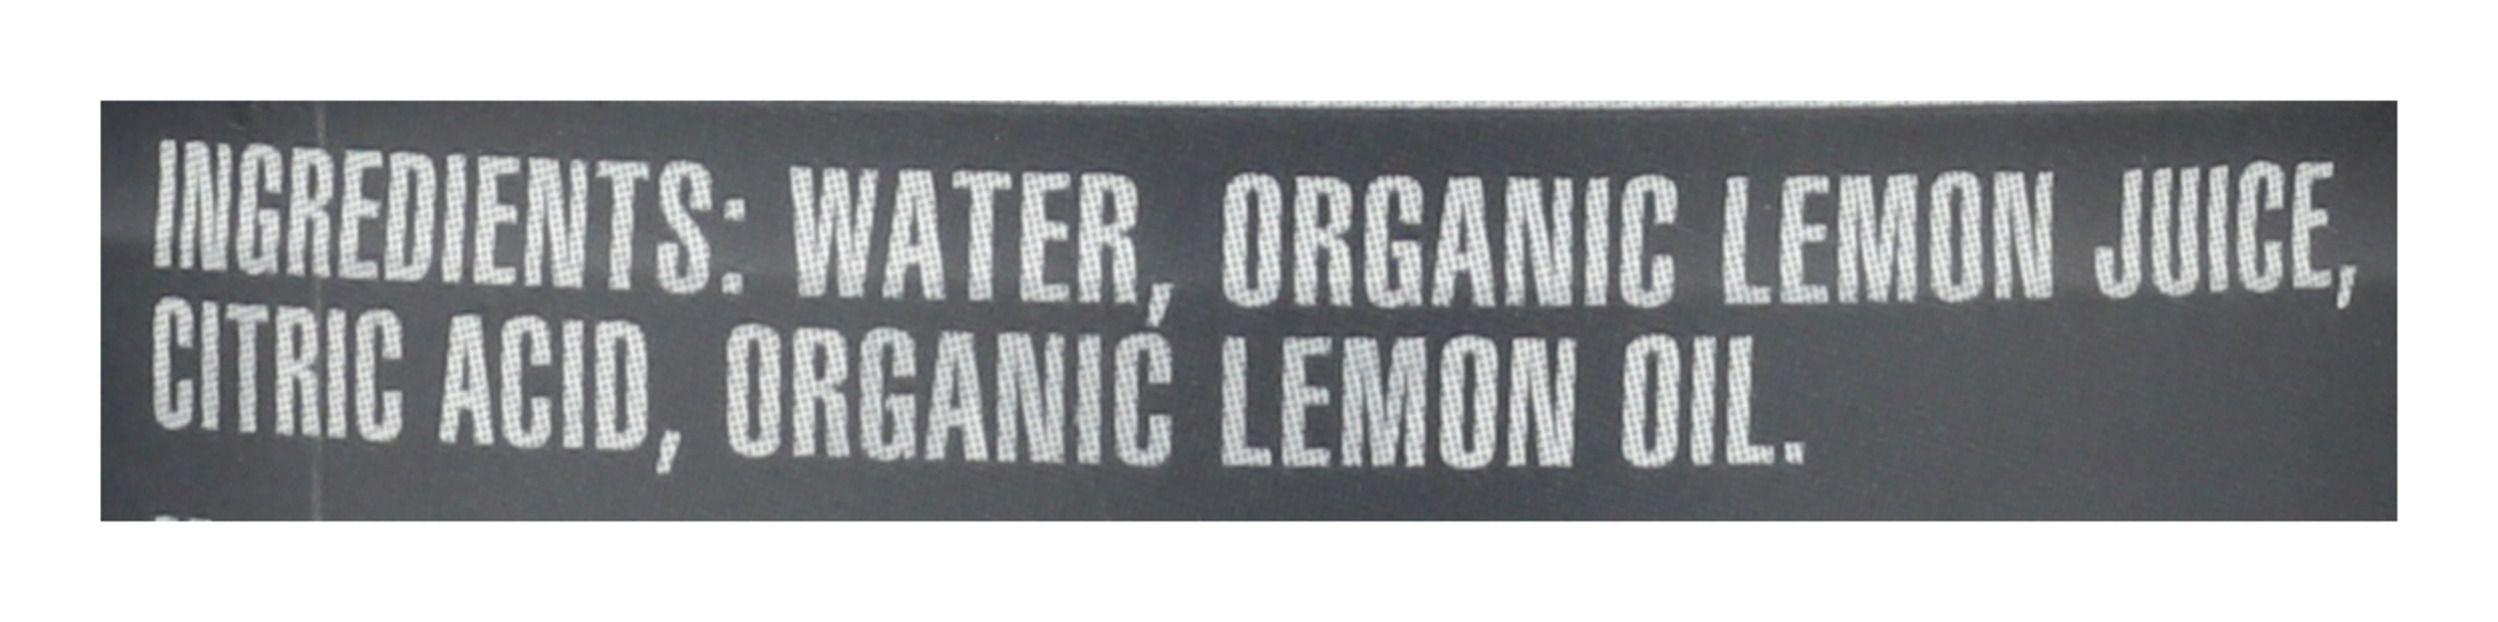 INGREDIENTS: WATER, ORGANIC LEMON JUICE,
CITRIC ACID, ORGANIC LEMON OIL.